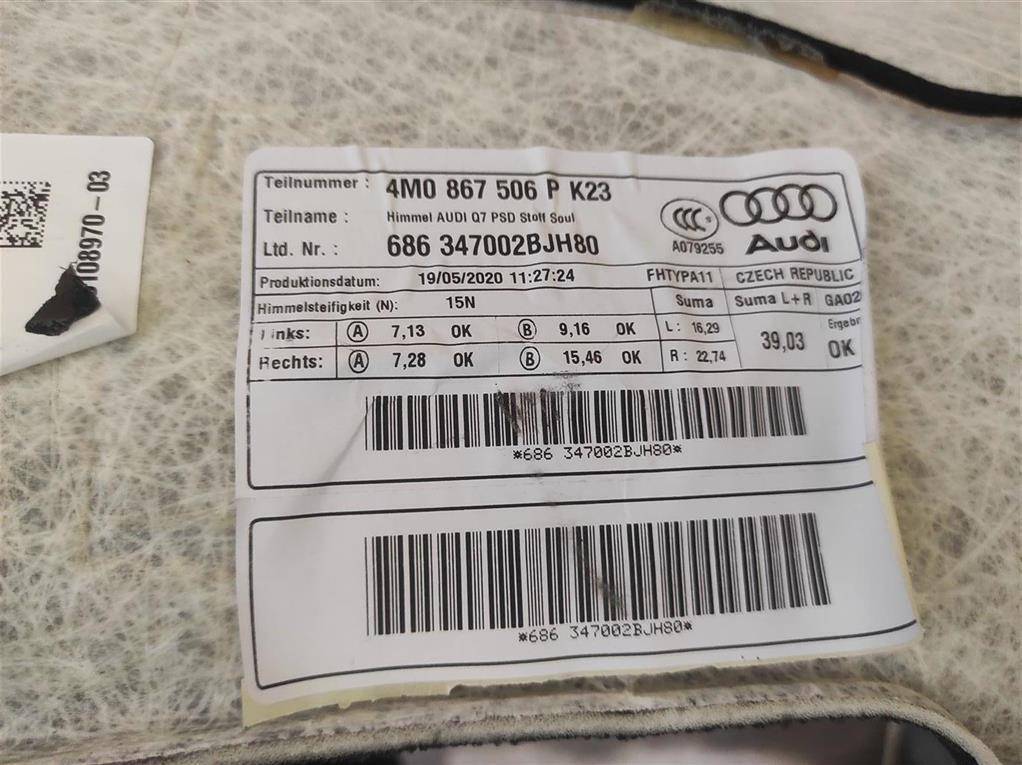 108970-03
Teilnummer : 4M0 867 506 P K23
Teilname : Himmel AUDI Q7 PSD Stoff Soul
Ltd. Nr. : 686 347002BJH80
CCC S
A079255
Audi
Produktionsdatum: 19/05/2020 11:27:24 FHTYPA11 CZECH REPUBLIC
Himmelsteifigkeit (N): 15N Suma Suma L+R GA02
Links: A 7,13 OK B 9,16 OK L: 16,29 39,03 Ergebn
Rechts: A 7,28 OK B 15,46 OK R: 22,74 OK
*686 347002BJH80*
*686 347002BJH80*